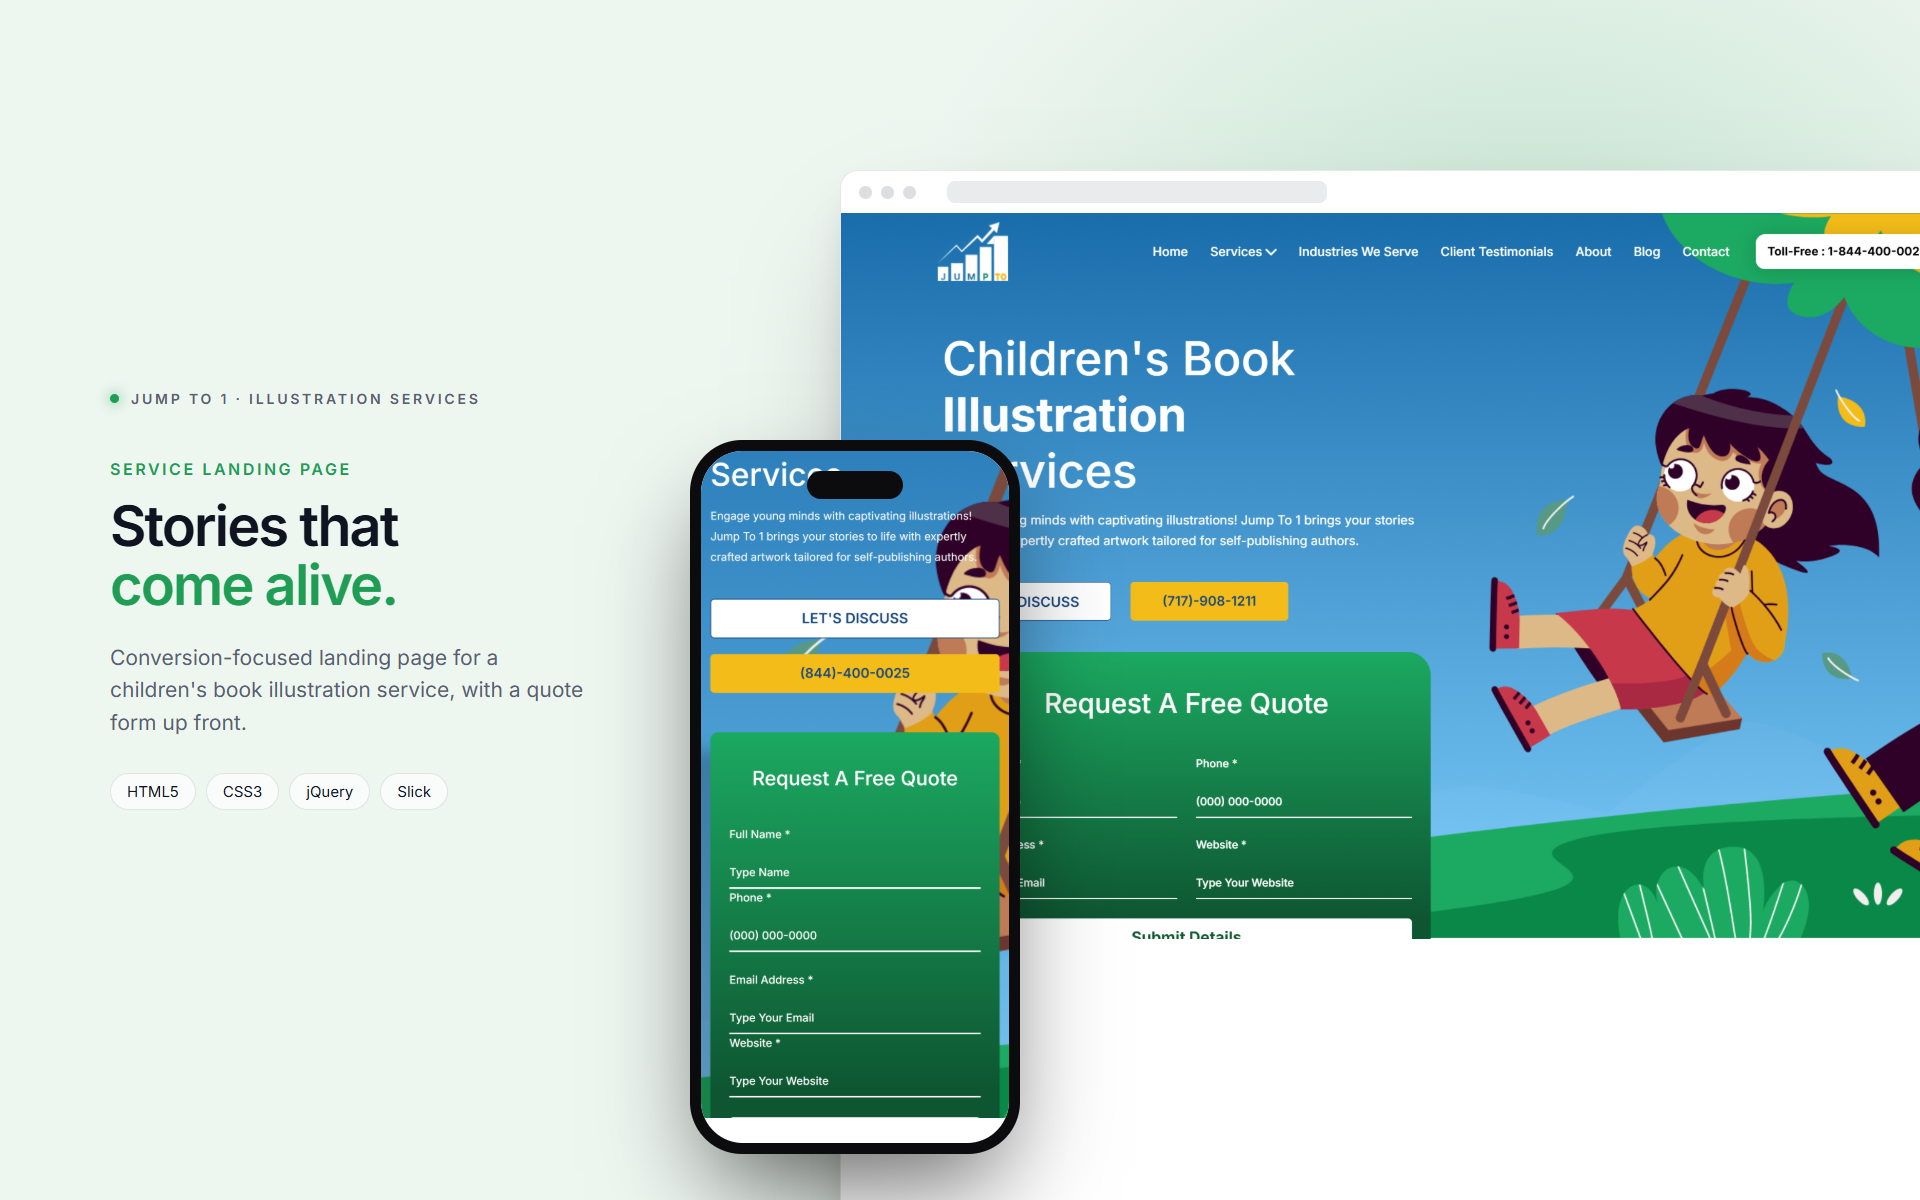 JUMP TO 1 · ILLUSTRATION SERVICES
SERVICE LANDING PAGE
Stories that
come alive.
Conversion-focused landing page for a
children's book illustration service, with a quote
form up front.
HTML5 CSS3 jQuery Slick
JUMP TO
Home Services Industries We Serve Client Testimonials About Blog Contact Toll-Free : 1-844-400-002
Children's Book
Illustration
rvices
g minds with captivating illustrations! Jump To 1 brings your stories
pertly crafted artwork tailored for self-publishing authors.
DISCUSS (717)-908-1211
Request A Free Quote
Phone *
(000) 000-0000
ess * Website *
Email Type Your Website
Submit Details
Services
Engage young minds with captivating illustrations!
Jump To 1 brings your stories to life with expertly
crafted artwork tailored for self-publishing authors.
LET'S DISCUSS
(844)-400-0025
Request A Free Quote
Full Name *
Type Name
Phone *
(000) 000-0000
Email Address *
Type Your Email
Website *
Type Your Website